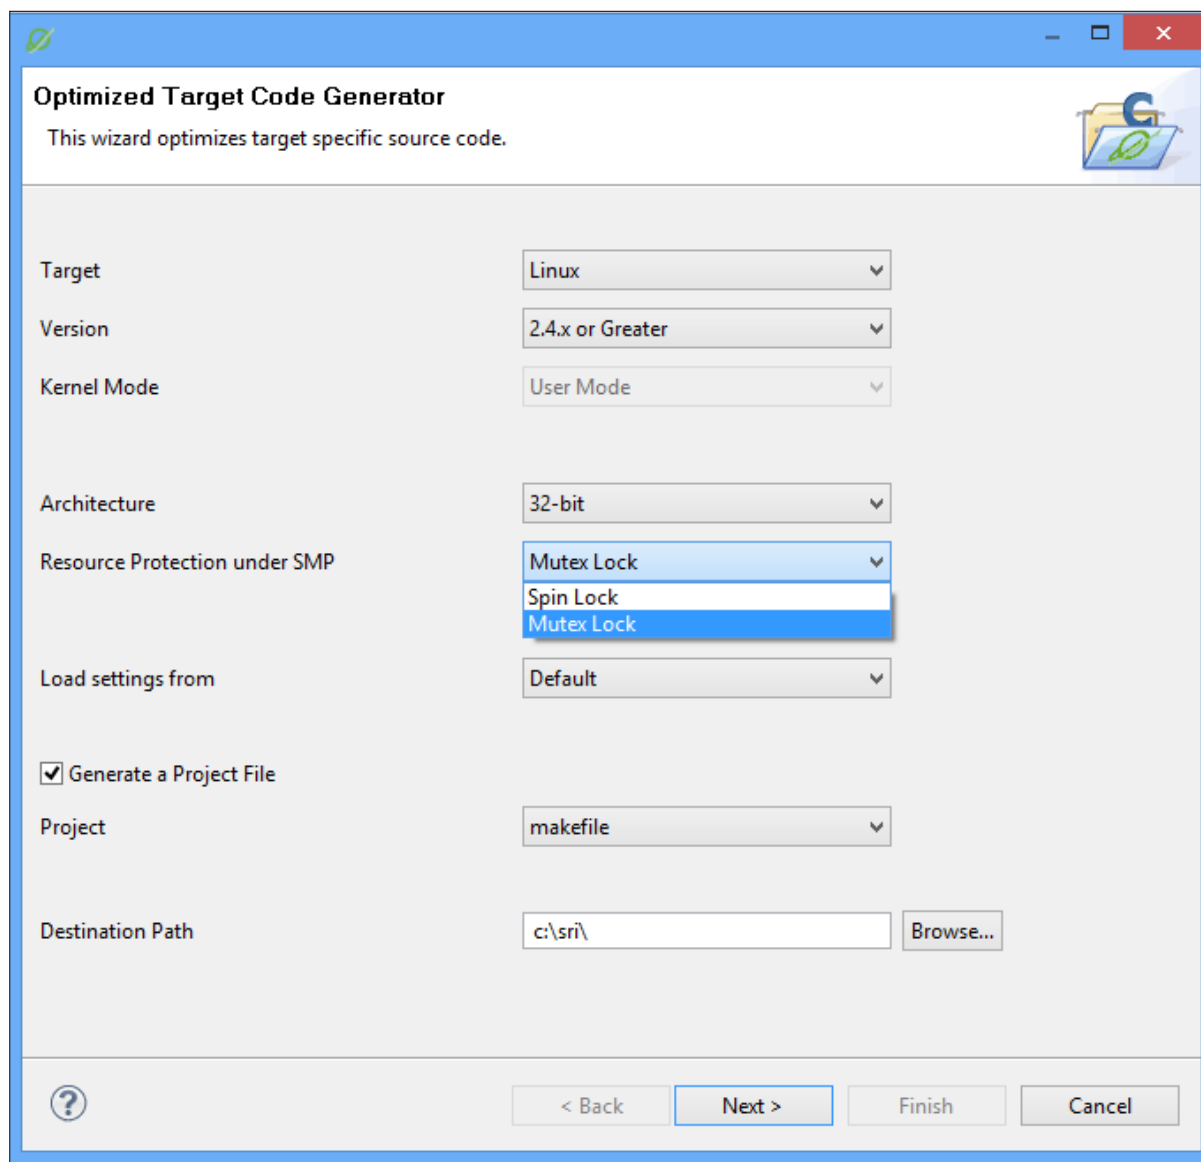 Optimized Target Code Generator
This wizard optimizes target specific source code.
C
Target Linux
Version 2.4.x or Greater
Kernel Mode User Mode
Architecture 32-bit
Resource Protection under SMP Mutex Lock
Spin Lock
Mutex Lock
Load settings from Default
Generate a Project File
Project makefile
Destination Path c:\sri\ Browse...
? < Back Next > Finish Cancel